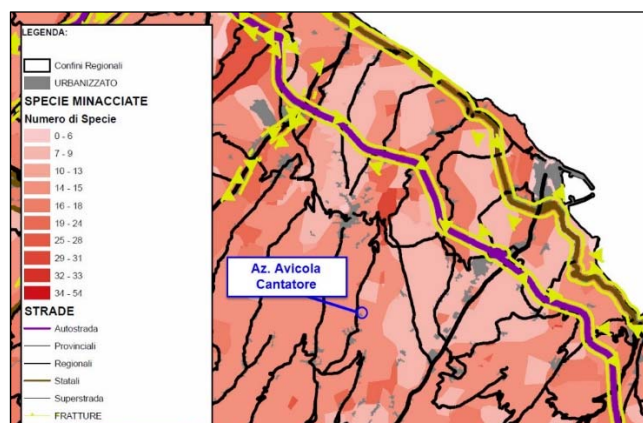 LEGENDA:
Confini Regionali
URBANIZZATO
SPECIE MINACCIATE
Numero di Specie
0 - 6
7 - 9
10 - 13
14 - 15
16 - 18
19 - 24
25 - 28
29 - 31
32 - 33
34 - 54
STRADE
Autostrada
Provinciali
Regionali
Statali
Superstrada
FRATTURE
Az. Avicola
Cantatore